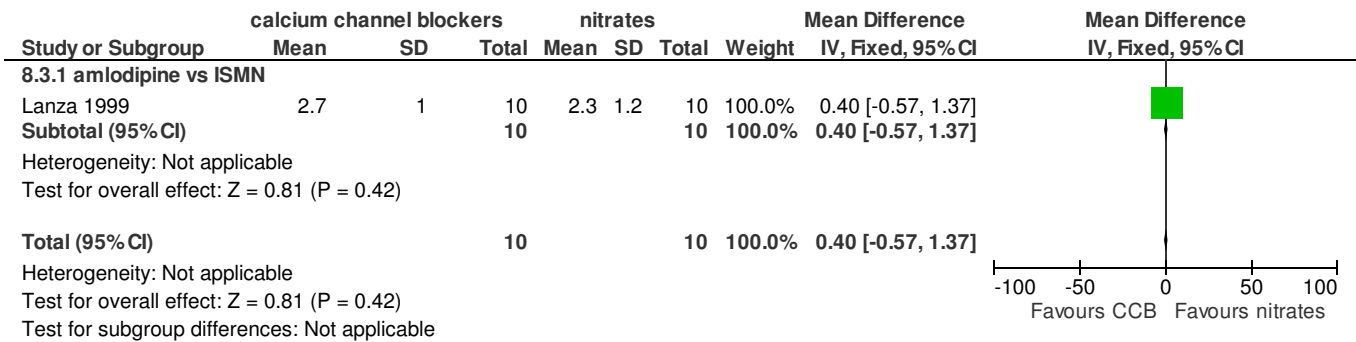 calcium channel blockers nitrates Mean Difference Mean Difference
Study or Subgroup Mean SD Total Mean SD Total Weight IV, Fixed, 95% CI IV, Fixed, 95% CI
8.3.1 amlodipine vs ISMN
Lanza 1999 2.7 1 10 2.3 1.2 10 100.0% 0.40 [-0.57, 1.37]
Subtotal (95% CI) 10 10 100.0% 0.40 [-0.57, 1.37]
Heterogeneity: Not applicable
Test for overall effect: Z = 0.81 (P = 0.42)
Total (95% CI) 10 10 100.0% 0.40 [-0.57, 1.37]
Heterogeneity: Not applicable
Test for overall effect: Z = 0.81 (P = 0.42)
Test for subgroup differences: Not applicable
-100 -50 0 50 100
Favours CCB Favours nitrates